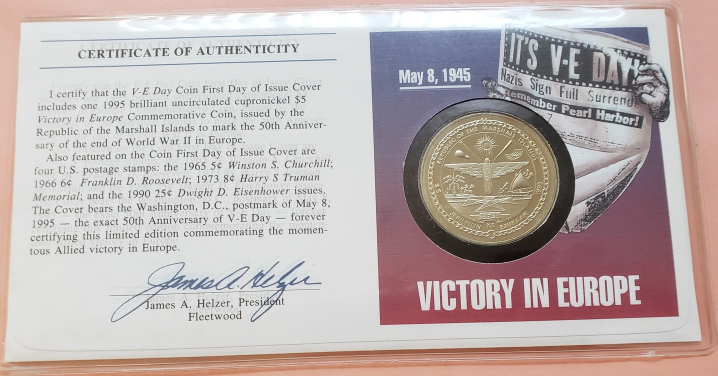 CERTIFICATE OF AUTHENTICITY
I certify that the V-E Day Coin First Day of Issue Cover
includes one 1995 brilliant uncirculated cupronickel $5
Victory in Europe Commemorative Coin, issued by the
Republic of the Marshall Islands to mark the 50th Anniver-
sary of the end of World War II in Europe.
Also featured on the Coin First Day of Issue Cover are
four U.S. postage stamps: the 1965 5¢ Winston S. Churchill;
1966 6¢ Franklin D. Roosevelt; 1973 8¢ Harry S Truman
Memorial; and the 1990 25¢ Dwight D. Eisenhower issues.
The Cover bears the Washington, D.C., postmark of May 8,
1995 — the exact 50th Anniversary of V-E Day — forever
certifying this limited edition commemorating the momen-
tous Allied victory in Europe.
James A. Helzer
James A. Helzer, President
Fleetwood
May 8, 1945
IT'S V-E DAY!
Nazis Sign Full Surrende
Remember Pearl Harbor!
OF THE MARSHALL
VICTORY IN EUROPE